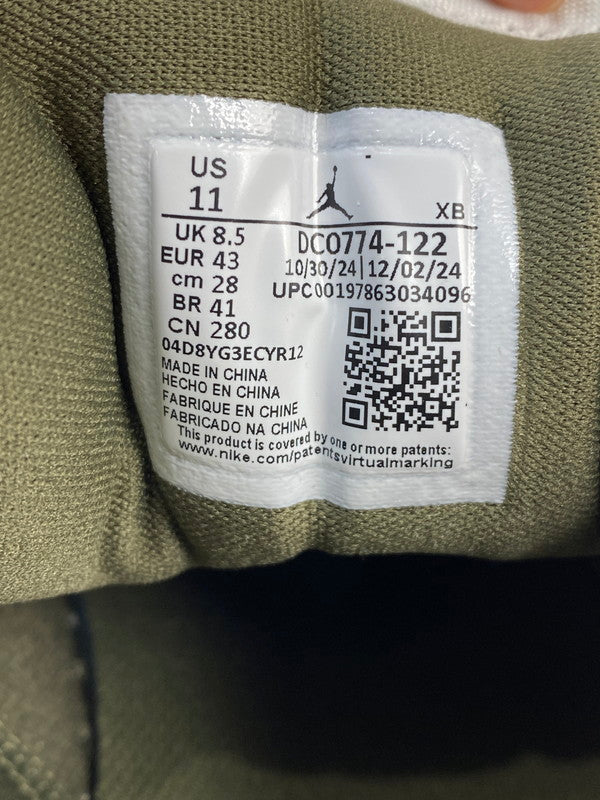 US
11
XB
UK 8.5
EUR 43
cm 28
BR 41
CN 280
DC0774-122
10/30/24|12/02/24
UPC00197863034096
04D8YG3ECYR12
MADE IN CHINA
HECHO EN CHINA
FABRIQUE EN CHINE
FABRICADO NA CHINA
This product is covered by one or more patents:
www.nike.com/patentsvirtualmarking